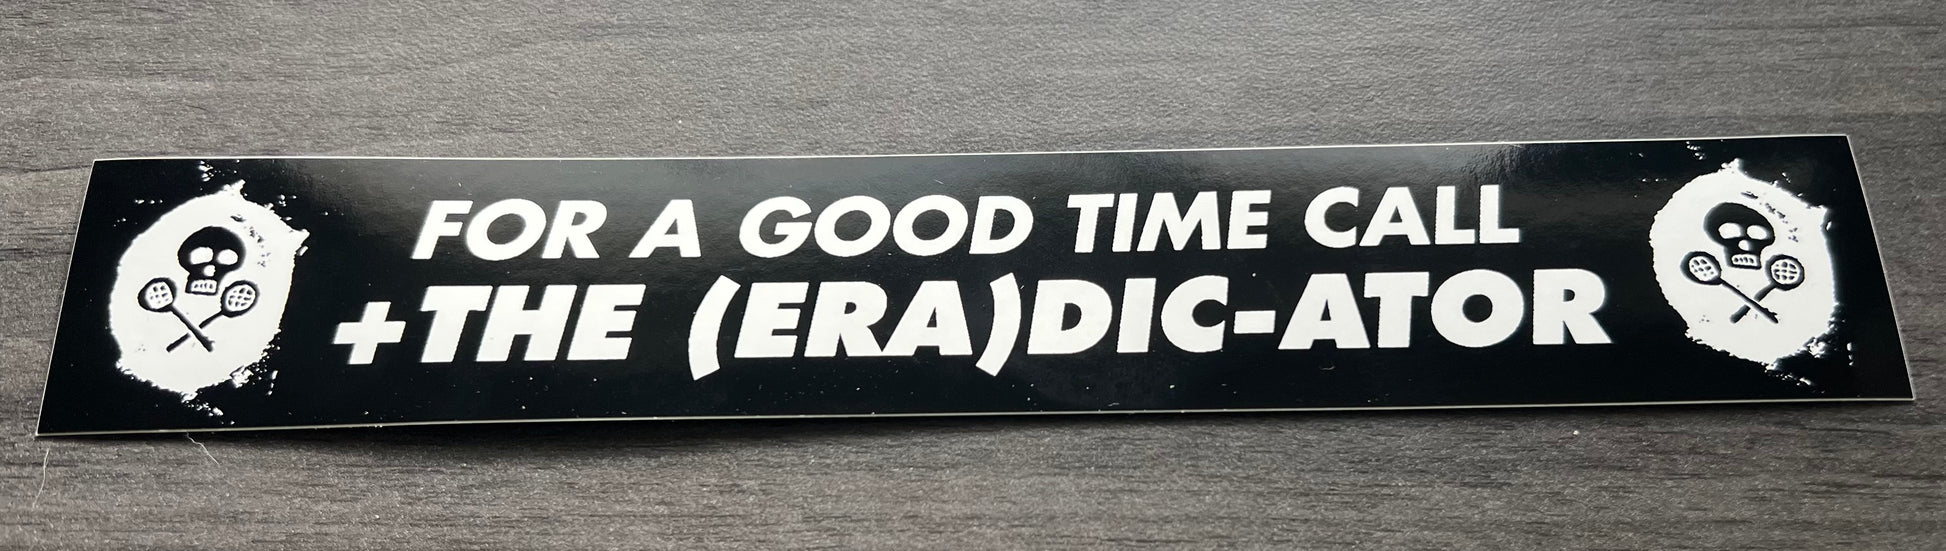 FOR A GOOD TIME CALL
+THE (ERA)DIC-ATOR